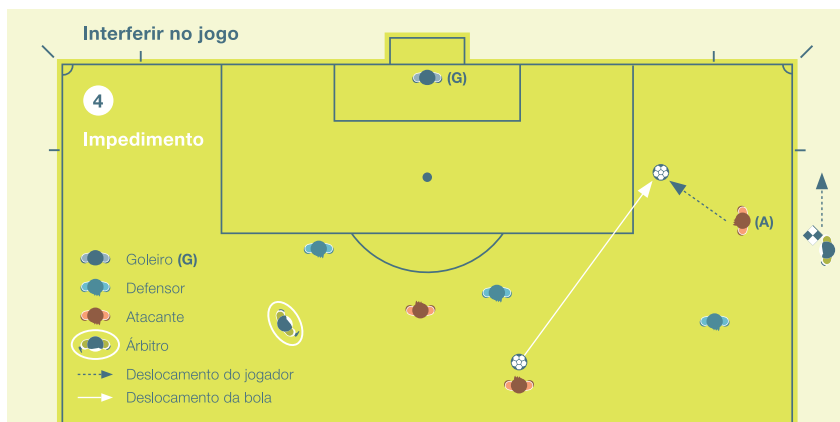 Interferir no jogo
(G)
4
Impedimento
(A)
Goleiro (G)
Defensor
Atacante
Árbitro
Deslocamento do jogador
Deslocamento da bola